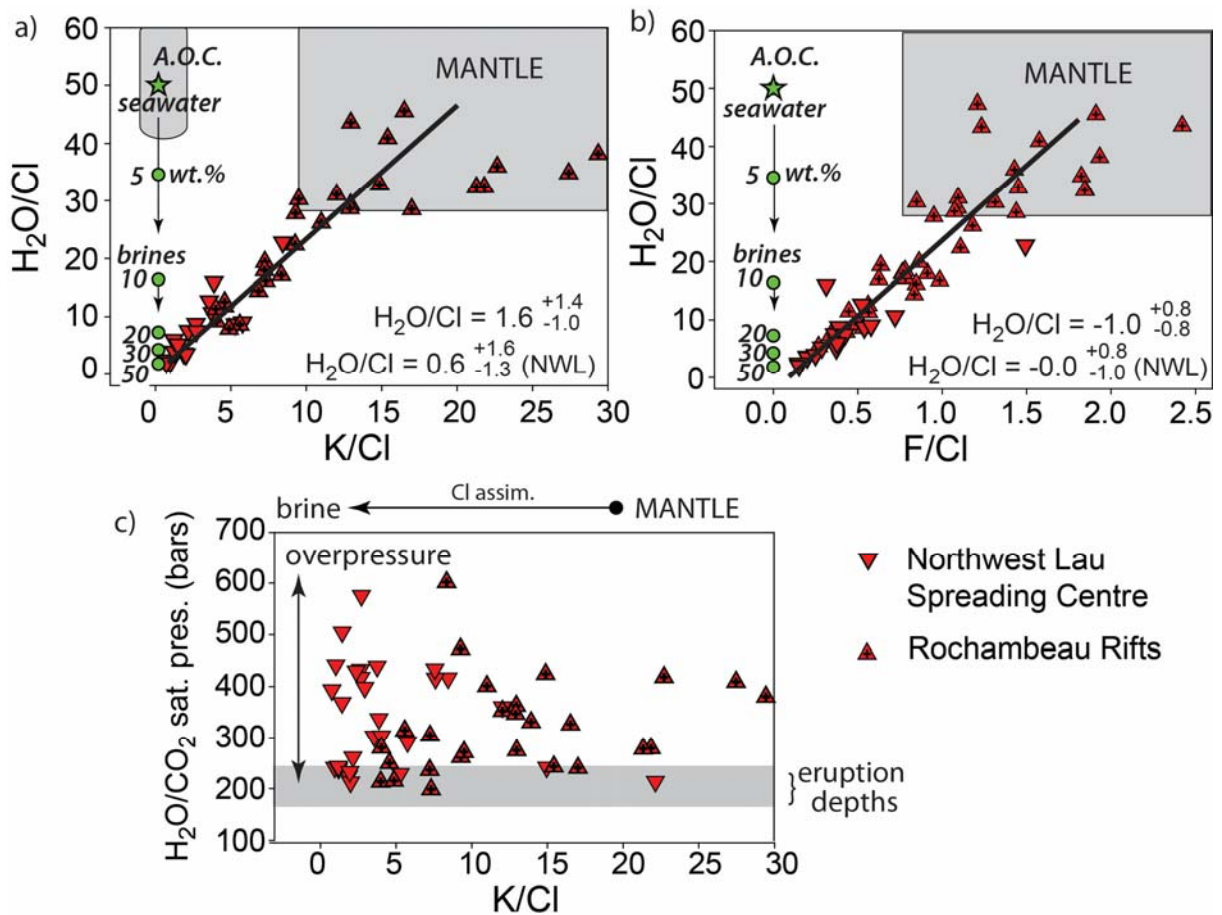 a)
60
50
40
30
20
10
0
H₂O/Cl
A.O.C.
seawater
5 wt.%
brines
10
20
30
50
MANTLE
H₂O/Cl = 1.6 +1.4 -1.0
H₂O/Cl = 0.6 +1.6 -1.3 (NWL)
0 5 10 15 20 25 30
K/Cl
b)
60
50
40
30
20
10
0
H₂O/Cl
A.O.C.
seawater
5 wt.%
brines
10
20
30
50
MANTLE
H₂O/Cl = -1.0 +0.8 -0.8
H₂O/Cl = -0.0 +0.8 -1.0 (NWL)
0.0 0.5 1.0 1.5 2.0 2.5
F/Cl
brine Cl assim. MANTLE
c)
700
600
500
400
300
200
100
H₂O/CO₂ sat. pres. (bars)
overpressure
} eruption
depths
0 5 10 15 20 25 30
K/Cl
Northwest Lau
Spreading Centre
Rochambeau Rifts